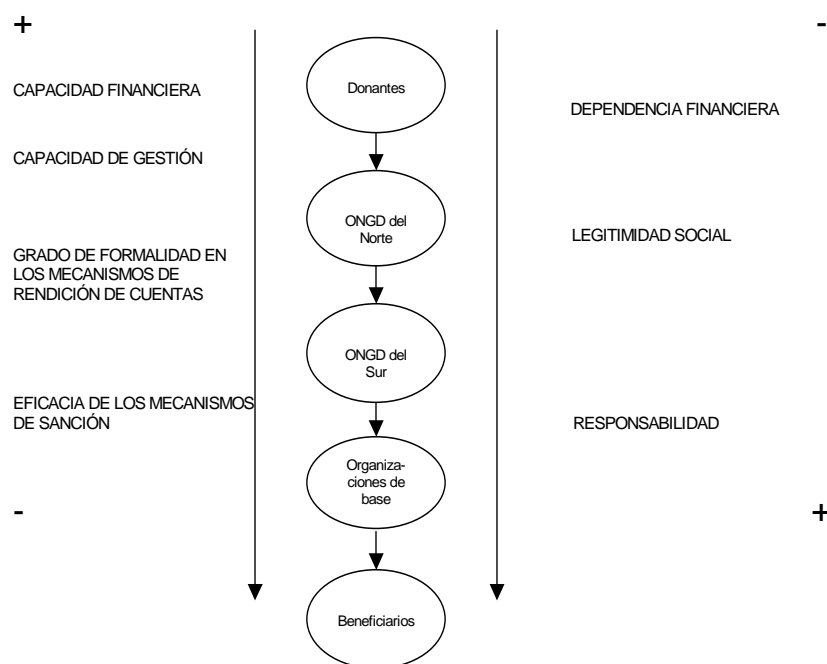 +
-
CAPACIDAD FINANCIERA
Donantes
DEPENDENCIA FINANCIERA
CAPACIDAD DE GESTIÓN
ONGD del
Norte
LEGITIMIDAD SOCIAL
GRADO DE FORMALIDAD EN
LOS MECANISMOS DE
RENDICIÓN DE CUENTAS
ONGD del
Sur
EFICACIA DE LOS MECANISMOS
DE SANCIÓN
RESPONSABILIDAD
Organiza-
ciones de
base
-
+
Beneficiarios